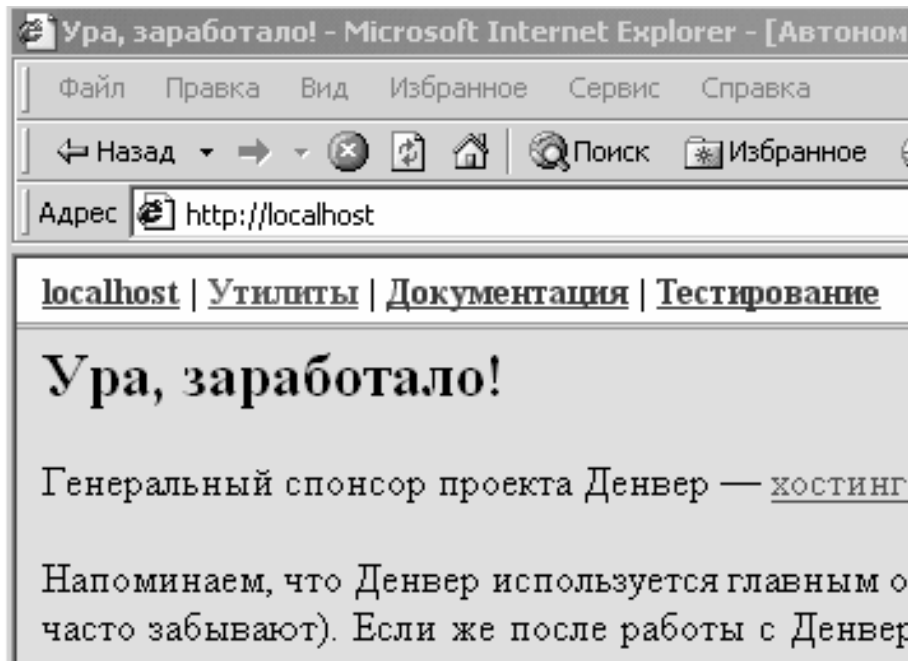 Ура, заработало! - Microsoft Internet Explorer - [Автоном
Файл Правка Вид Избранное Сервис Справка
Назад Поиск Избранное
Адрес http://localhost
localhost | Утилиты | Документация | Тестирование
Ура, заработало!
Генеральный спонсор проекта Денвер — хостинг
Напоминаем, что Денвер используется главным о
часто забывают). Если же после работы с Денвер